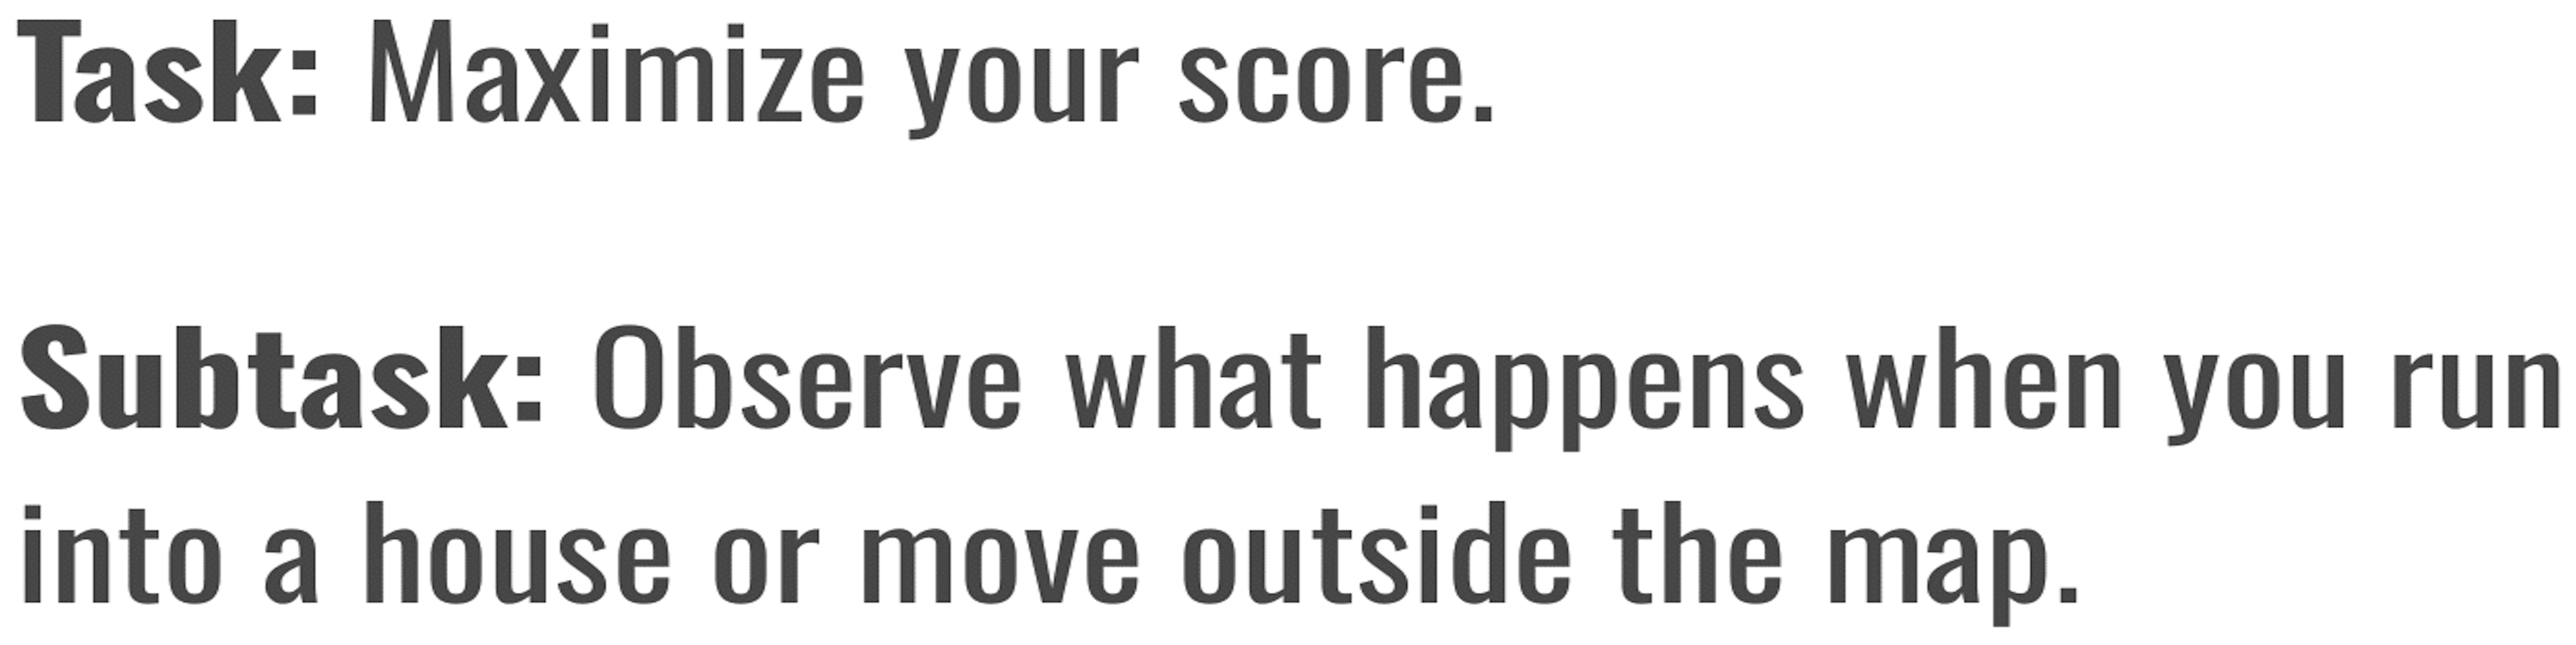 Task: Maximize your score.
Subtask: Observe what happens when you run
into a house or move outside the map.